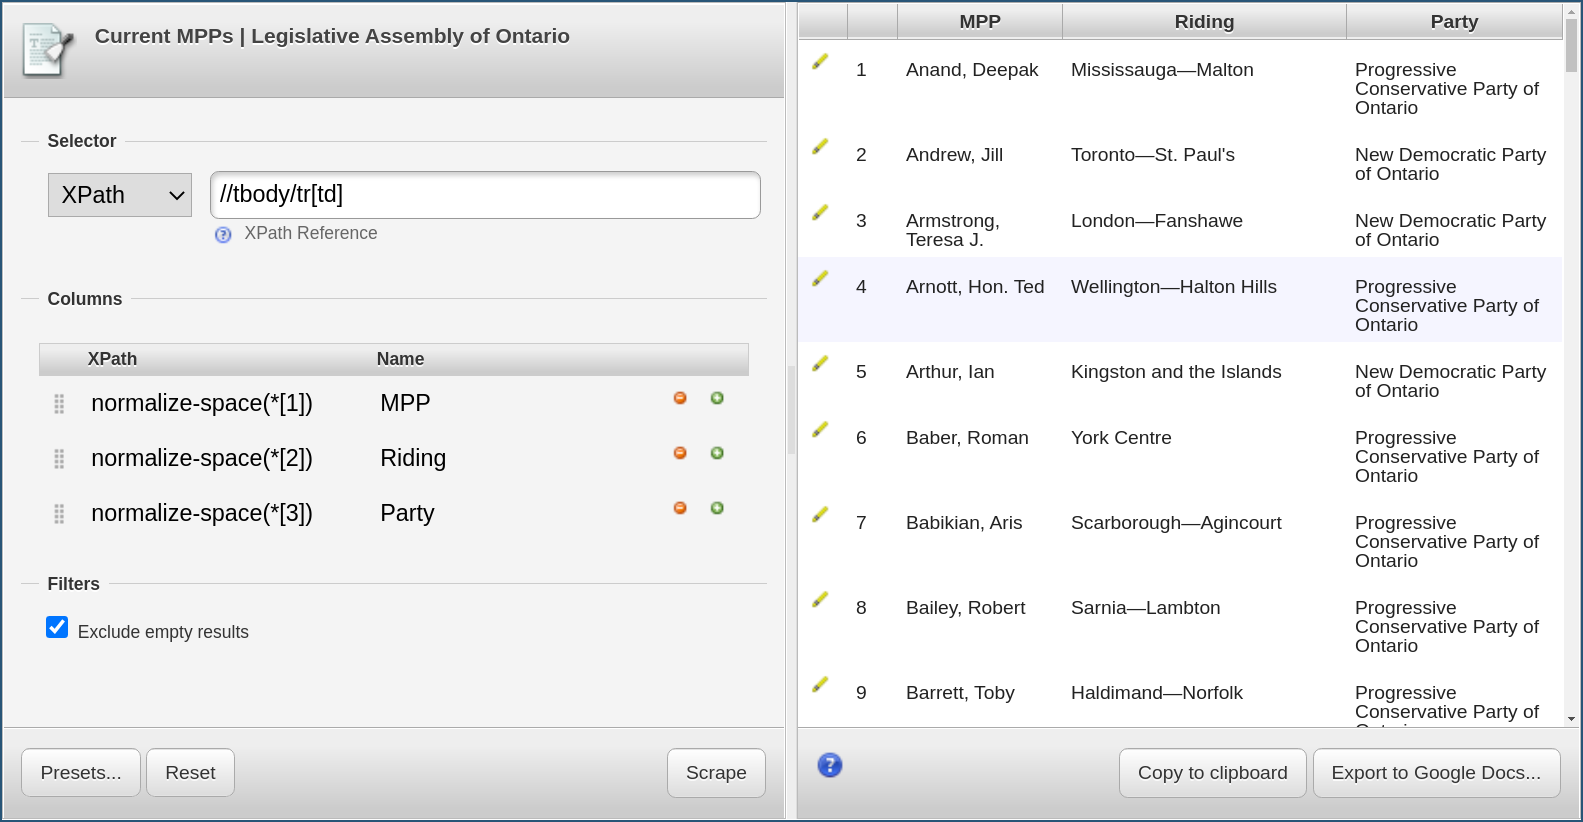 Current MPPs | Legislative Assembly of Ontario
Selector
XPath
//tbody/tr[td]
XPath Reference
Columns
XPath Name
normalize-space(*[1]) MPP
normalize-space(*[2]) Riding
normalize-space(*[3]) Party
Filters
Exclude empty results
Presets... Reset Scrape
MPP Riding Party
1 Anand, Deepak Mississauga—Malton Progressive
Conservative Party of
Ontario
2 Andrew, Jill Toronto—St. Paul's New Democratic Party
of Ontario
3 Armstrong, London—Fanshawe New Democratic Party
Teresa J. of Ontario
4 Arnott, Hon. Ted Wellington—Halton Hills Progressive
Conservative Party of
Ontario
5 Arthur, Ian Kingston and the Islands New Democratic Party
of Ontario
6 Baber, Roman York Centre Progressive
Conservative Party of
Ontario
7 Babikian, Aris Scarborough—Agincourt Progressive
Conservative Party of
Ontario
8 Bailey, Robert Sarnia—Lambton Progressive
Conservative Party of
Ontario
9 Barrett, Toby Haldimand—Norfolk Progressive
Conservative Party of
Copy to clipboard Export to Google Docs...